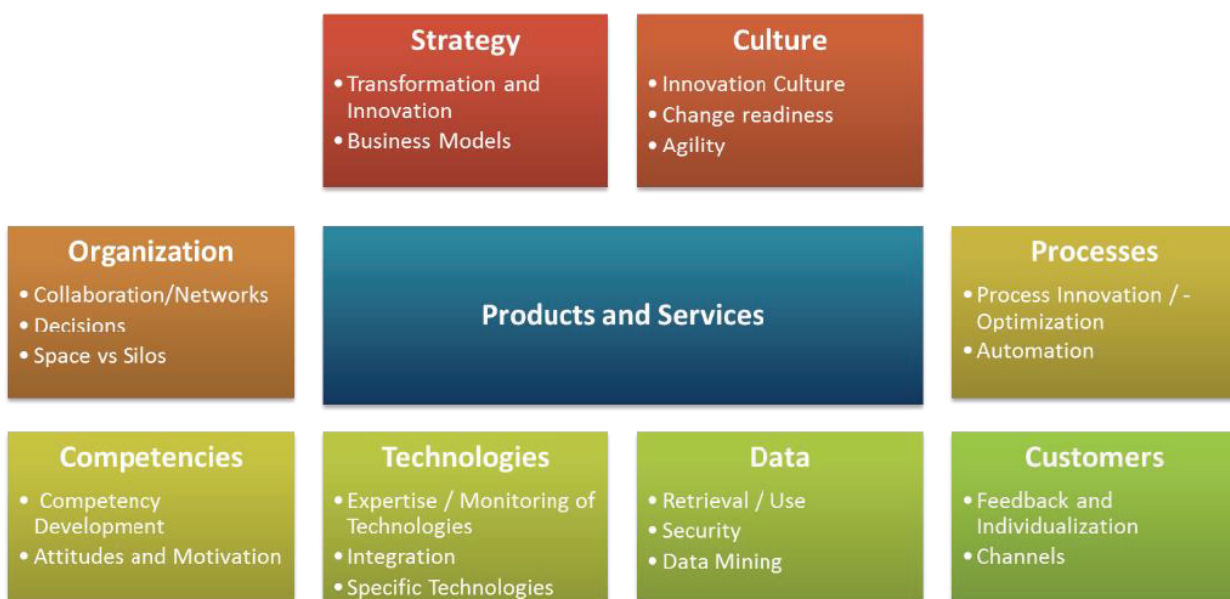 Strategy
• Transformation and
Innovation
• Business Models
Culture
• Innovation Culture
• Change readiness
• Agility
Organization
• Collaboration/Networks
• Decisions
• Space vs Silos
Products and Services
Processes
• Process Innovation / -
Optimization
• Automation
Competencies
• Competency
Development
• Attitudes and Motivation
Technologies
• Expertise / Monitoring of
Technologies
• Integration
• Specific Technologies
Data
• Retrieval / Use
• Security
• Data Mining
Customers
• Feedback and
Individualization
• Channels